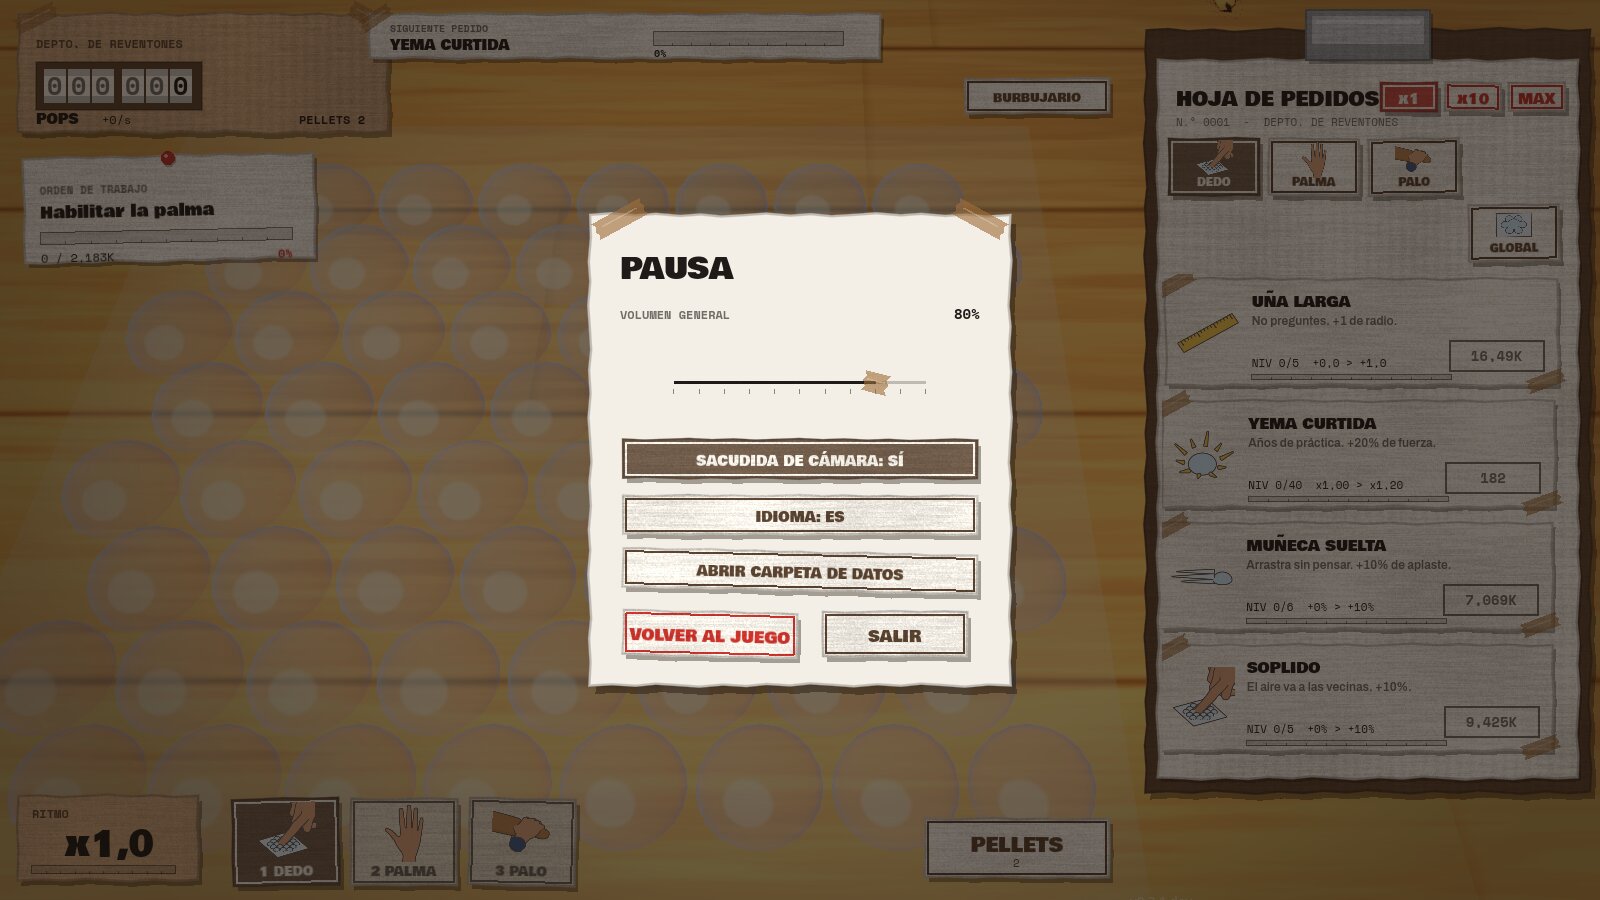 DEPTO. DE REVENTONES
000 000
POPS +0/s PELLETS 2
SIGUIENTE PEDIDO
YEMA CURTIDA
0%
BURBUJARIO
ORDEN DE TRABAJO
Habilitar la palma
0 / 2,183K 0%
PAUSA
VOLUMEN GENERAL 80%
SACUDIDA DE CÁMARA: SÍ
IDIOMA: ES
ABRIR CARPETA DE DATOS
VOLVER AL JUEGO SALIR
HOJA DE PEDIDOS x1 x10 MAX
N.° 0001 - DEPTO. DE REVENTONES
DEDO PALMA PALO
GLOBAL
UÑA LARGA
No preguntes. +1 de radio.
NIV 0/5 +0,0 > +1,0 16,49K
YEMA CURTIDA
Años de práctica. +20% de fuerza.
NIV 0/40 x1,00 > x1,20 182
MUÑECA SUELTA
Arrastra sin pensar. +10% de aplaste.
NIV 0/6 +0% > +10% 7,069K
SOPLIDO
El aire va a las vecinas. +10%.
NIV 0/5 +0% > +10% 9,425K
RITMO
x1,0
1 DEDO 2 PALMA 3 PALO
PELLETS
2